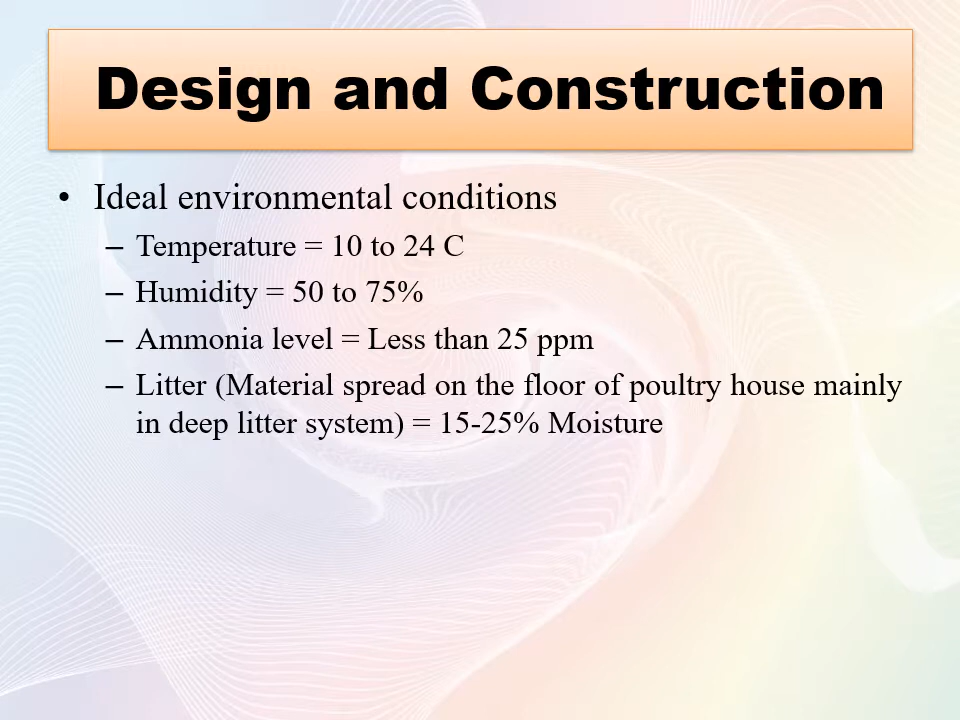 Design and Construction
• Ideal environmental conditions
– Temperature = 10 to 24 C
– Humidity = 50 to 75%
– Ammonia level = Less than 25 ppm
– Litter (Material spread on the floor of poultry house mainly
in deep litter system) = 15-25% Moisture